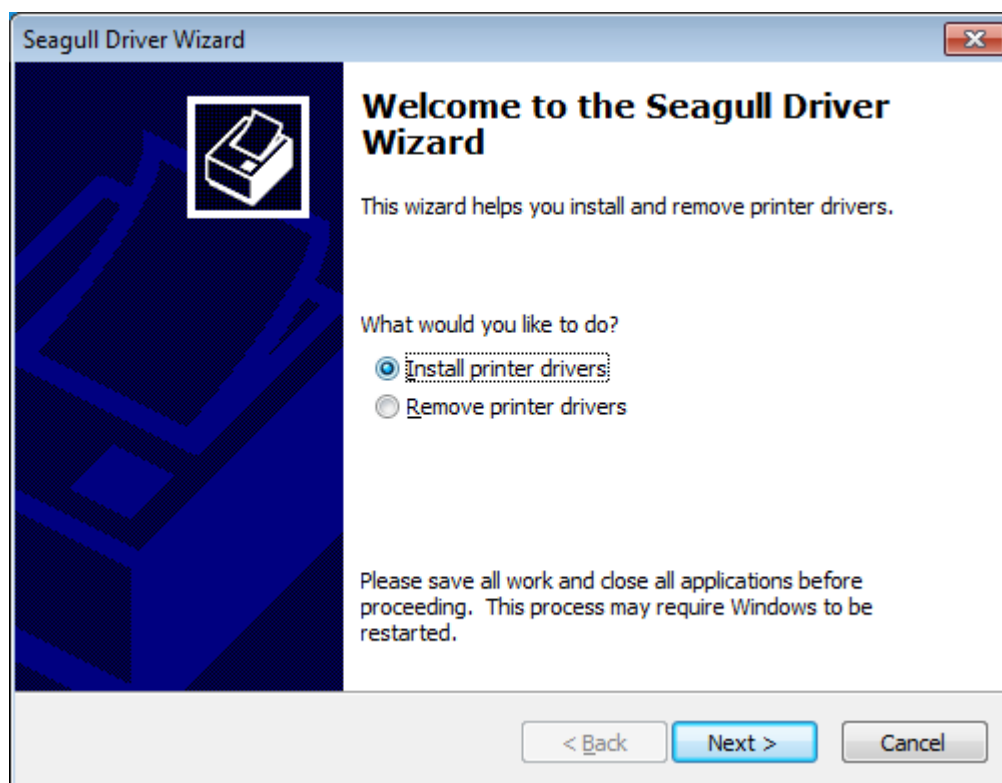 Seagull Driver Wizard
Welcome to the Seagull Driver
Wizard
This wizard helps you install and remove printer drivers.
What would you like to do?
Install printer drivers
Remove printer drivers
Please save all work and close all applications before
proceeding.  This process may require Windows to be
restarted.
< Back
Next >
Cancel